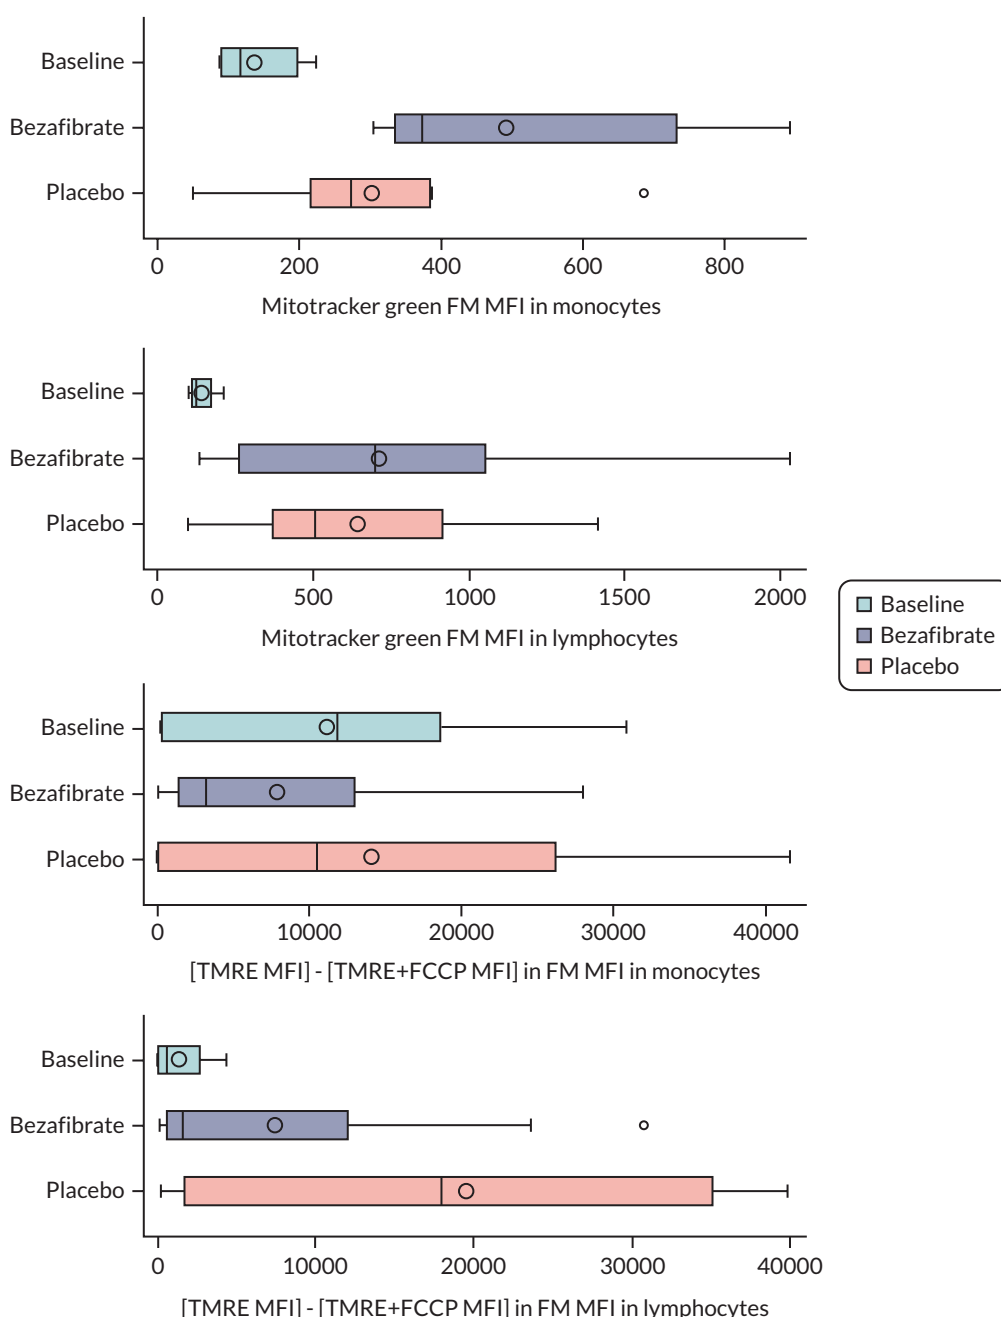 Baseline
Bezafibrate
Placebo
0 200 400 600 800
Mitotracker green FM MFI in monocytes
Baseline
Bezafibrate
Placebo
0 500 1000 1500 2000
Mitotracker green FM MFI in lymphocytes
Baseline
Bezafibrate
Placebo
Baseline
Bezafibrate
Placebo
0 10000 20000 30000 40000
[TMRE MFI] - [TMRE+FCCP MFI] in FM MFI in monocytes
Baseline
Bezafibrate
Placebo
0 10000 20000 30000 40000
[TMRE MFI] - [TMRE+FCCP MFI] in FM MFI in lymphocytes